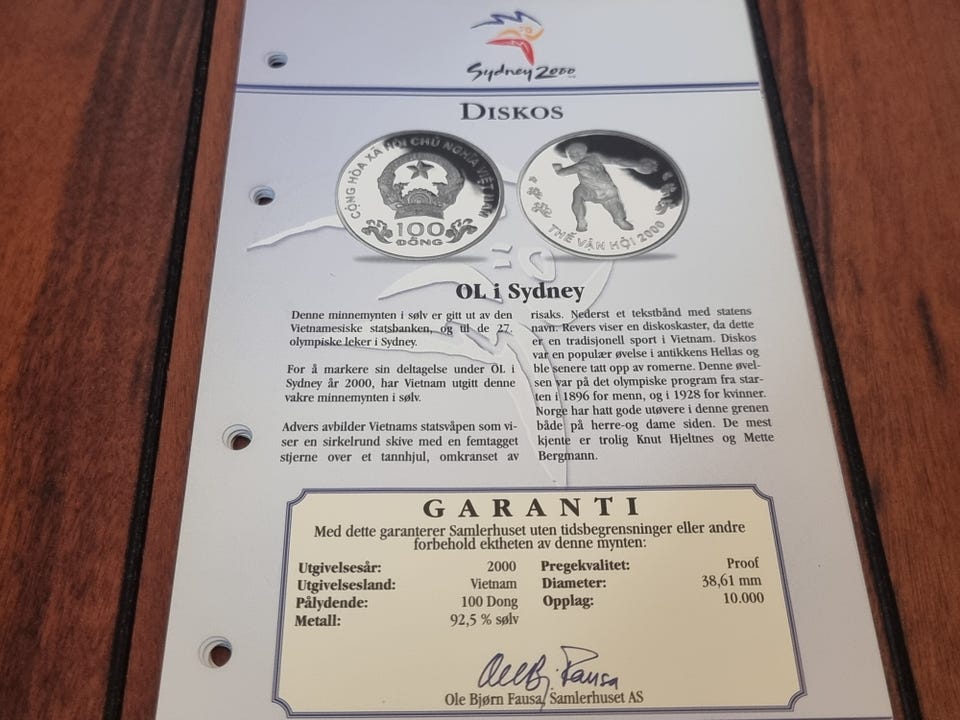 Sydney 2000
DISKOS
CỘNG HÒA XÃ HỘI CHỦ NGHĨA VIỆT NAM
100
ĐỒNG
THẾ VẬN HỘI 2000
OL i Sydney
Denne minnemynten i sølv er gitt ut av den
Vietnamesiske statsbanken, og til de 27.
olympiske leker i Sydney.
For å markere sin deltagelse under OL i
Sydney år 2000, har Vietnam utgitt denne
vakre minnemynten i sølv.
Advers avbilder Vietnams statsvåpen som vi-
ser en sirkelrund skive med en femtagget
stjerne over et tannhjul, omkranset av
risaks. Nederst et tekstbånd med statens
navn. Revers viser en diskoskaster, da dette
er en tradisjonell sport i Vietnam. Diskos
var en populær øvelse i antikkens Hellas og
ble senere tatt opp av romerne. Denne øvel-
sen var på det olympiske program fra star-
ten i 1896 for menn, og i 1928 for kvinner.
Norge har hatt gode utøvere i denne grenen
både på herre-og dame siden. De mest
kjente er trolig Knut Hjeltnes og Mette
Bergmann.
GARANTI
Med dette garanterer Samlerhuset uten tidsbegrensninger eller andre
forbehold ektheten av denne mynten:
Utgivelsesår: 2000
Utgivelsesland: Vietnam
Pålydende: 100 Dong
Metall: 92,5 % sølv
Pregekvalitet: Proof
Diameter: 38,61 mm
Opplag: 10.000
Ole Bj. Fausa
Ole Bjørn Fausa, Samlerhuset AS